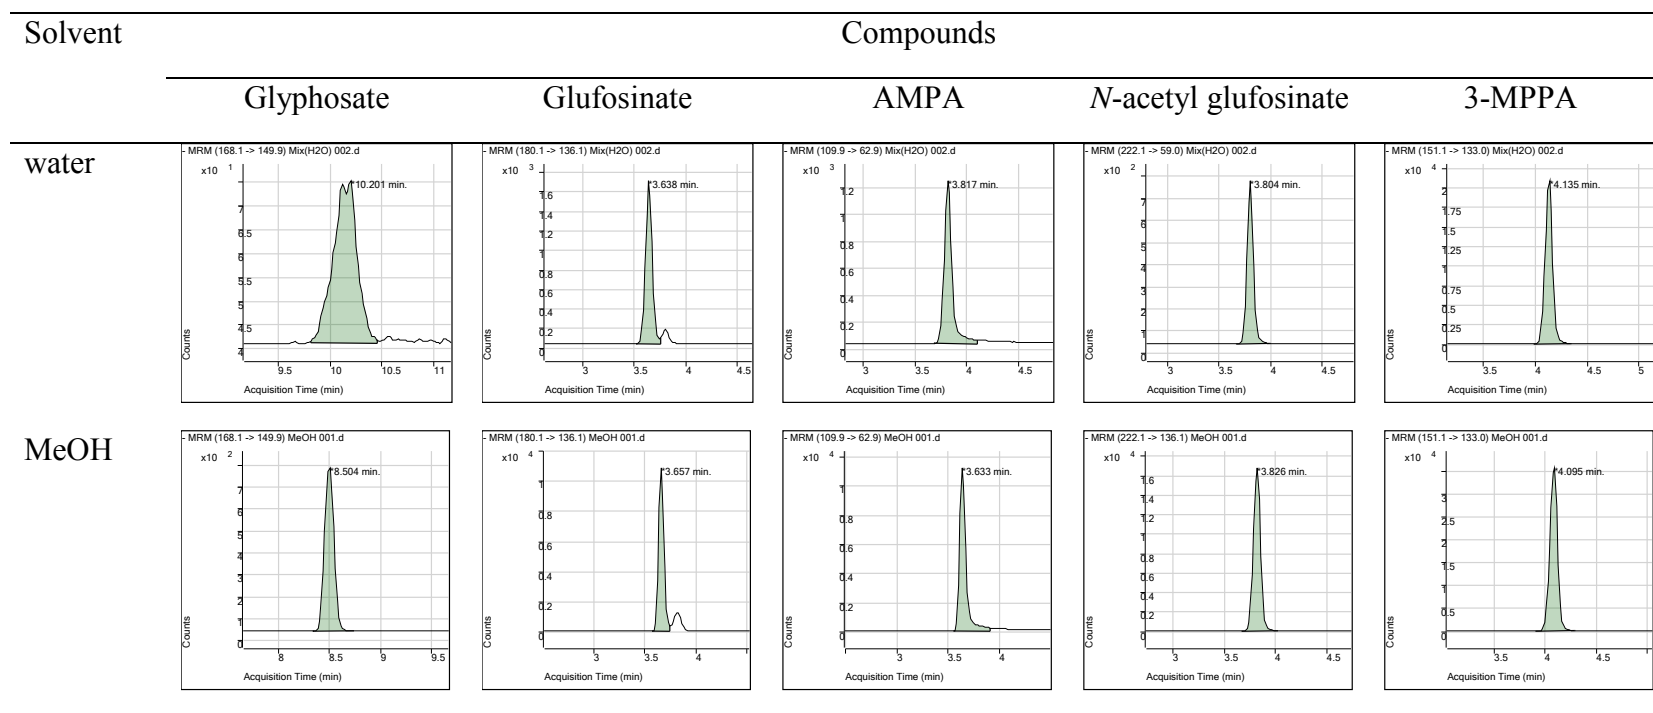 Solvent Compounds
Glyphosate Glufosinate AMPA N-acetyl glufosinate 3-MPPA
water
- MRM (168.1 -> 149.9) Mix(H2O) 002.d
x10 1
10.201 min.
7
6.5
6
5.5
5
4.5
4
Counts
9.5 10 10.5 11
Acquisition Time (min)
- MRM (180.1 -> 136.1) Mix(H2O) 002.d
x10 3
*3.638 min.
1.6
1.4
1.2
1
0.8
0.6
0.4
0.2
0
Counts
3 3.5 4 4.5
Acquisition Time (min)
- MRM (109.9 -> 62.9) Mix(H2O) 002.d
x10 3
*3.817 min.
1.2
1
0.8
0.6
0.4
0.2
0
Counts
3 3.5 4 4.5
Acquisition Time (min)
- MRM (222.1 -> 59.0) Mix(H2O) 002.d
x10 2
*3.804 min.
7
6
5
4
3
2
1
0
Counts
3 3.5 4 4.5
Acquisition Time (min)
- MRM (151.1 -> 133.0) Mix(H2O) 002.d
x10 4
*4.135 min.
2
1.75
1.5
1.25
1
0.75
0.5
0.25
0
Counts
3.5 4 4.5 5
Acquisition Time (min)
MeOH
- MRM (168.1 -> 149.9) MeOH 001.d
x10 2
*8.504 min.
7
6
5
4
3
2
1
0
Counts
8 8.5 9 9.5
Acquisition Time (min)
- MRM (180.1 -> 136.1) MeOH 001.d
x10 4
*3.657 min.
1
0.8
0.6
0.4
0.2
0
Counts
3 3.5 4
Acquisition Time (min)
- MRM (109.9 -> 62.9) MeOH 001.d
x10 4
*3.633 min.
1
0.8
0.6
0.4
0.2
0
Counts
3 3.5 4
Acquisition Time (min)
- MRM (222.1 -> 136.1) MeOH 001.d
x10 4
*3.826 min.
1.6
1.4
1.2
1
0.8
0.6
0.4
0.2
0
Counts
3 3.5 4 4.5
Acquisition Time (min)
- MRM (151.1 -> 133.0) MeOH 001.d
x10 4
*4.095 min.
3
2.5
2
1.5
1
0.5
0
Counts
3.5 4 4.5
Acquisition Time (min)